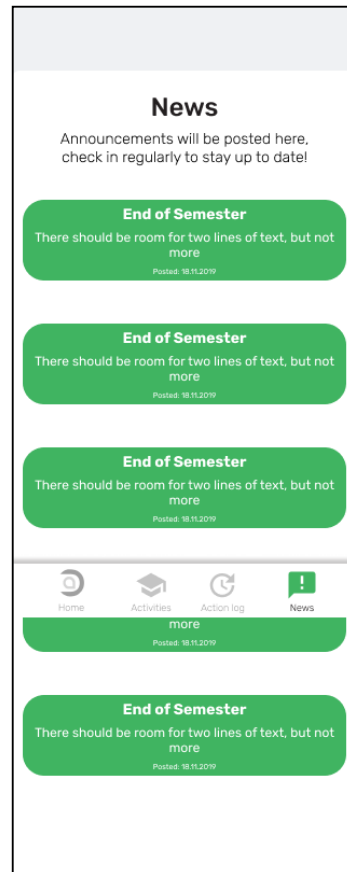 News
Announcements will be posted here,
check in regularly to stay up to date!
End of Semester
There should be room for two lines of text, but not
more
Posted: 18.11.2019
End of Semester
There should be room for two lines of text, but not
more
Posted: 18.11.2019
End of Semester
There should be room for two lines of text, but not
more
Posted: 18.11.2019
Home Activities Action log News
more
Posted: 18.11.2019
End of Semester
There should be room for two lines of text, but not
more
Posted: 18.11.2019